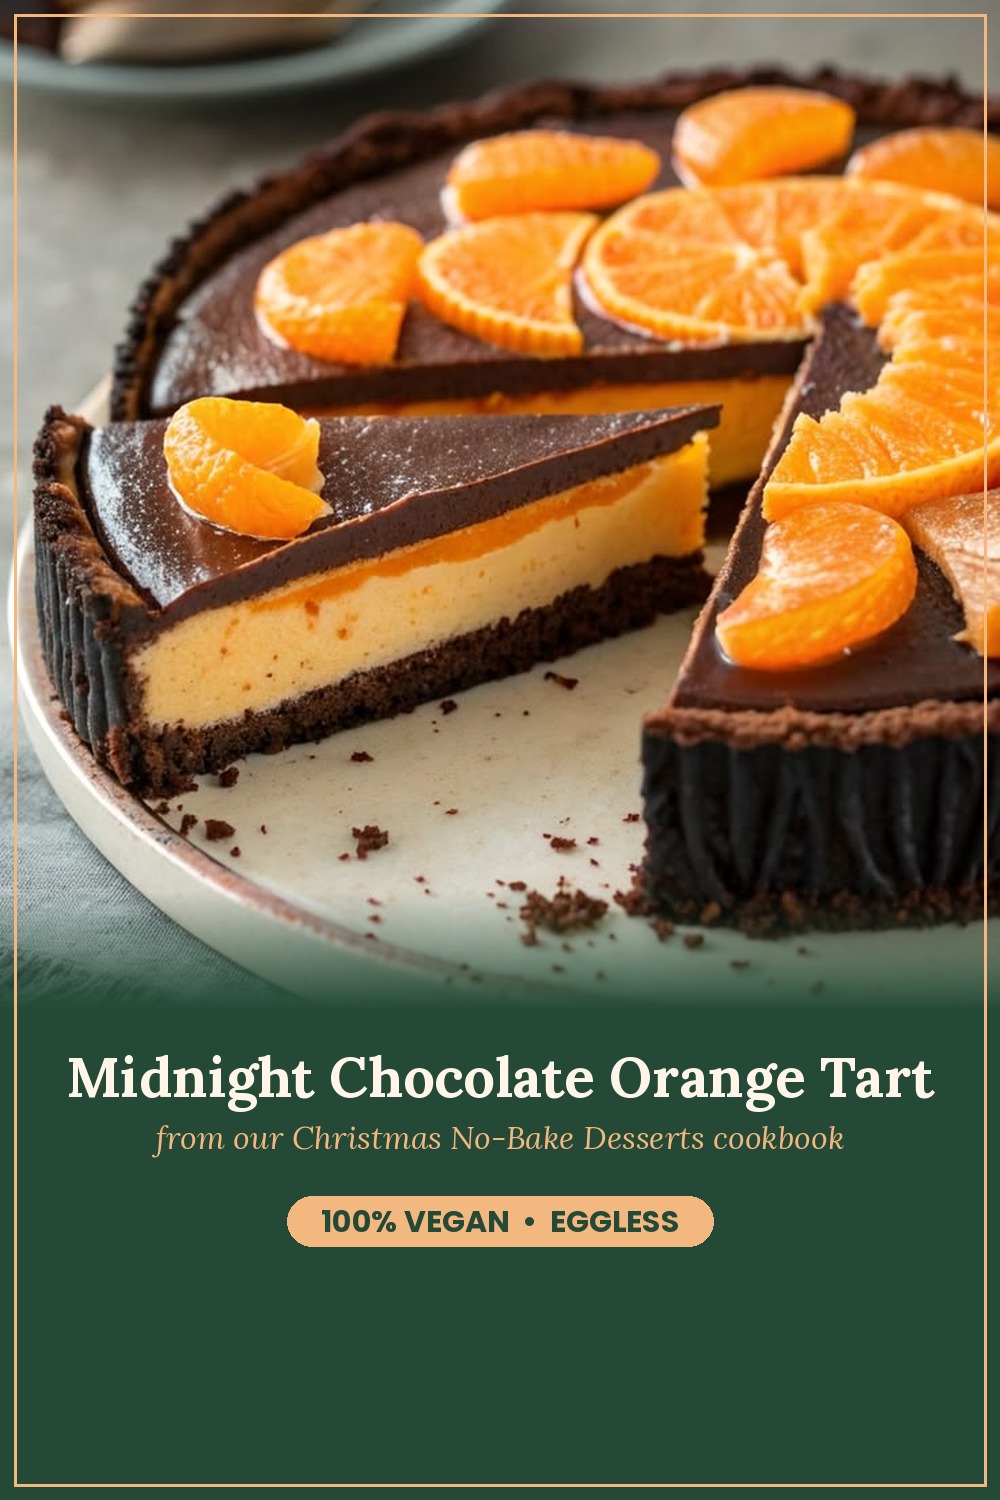 Midnight Chocolate Orange Tart
from our Christmas No-Bake Desserts cookbook
100% VEGAN • EGGLESS